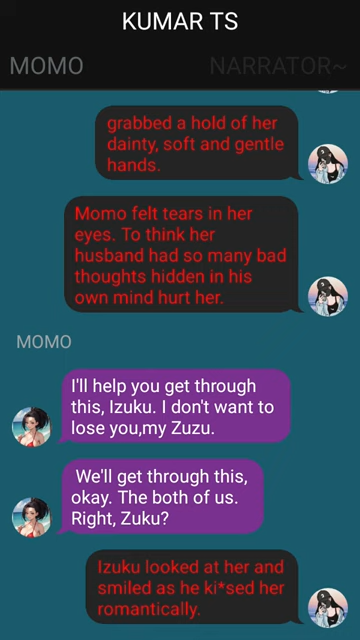 KUMAR TS
MOMO
NARRATOR~
grabbed a hold of her
dainty, soft and gentle
hands.
Momo felt tears in her
eyes. To think her
husband had so many bad
thoughts hidden in his
own mind hurt her.
MOMO
I'll help you get through
this, Izuku. I don't want to
lose you,my Zuzu.
We'll get through this,
okay. The both of us.
Right, Zuku?
Izuku looked at her and
smiled as he ki*sed her
romantically.